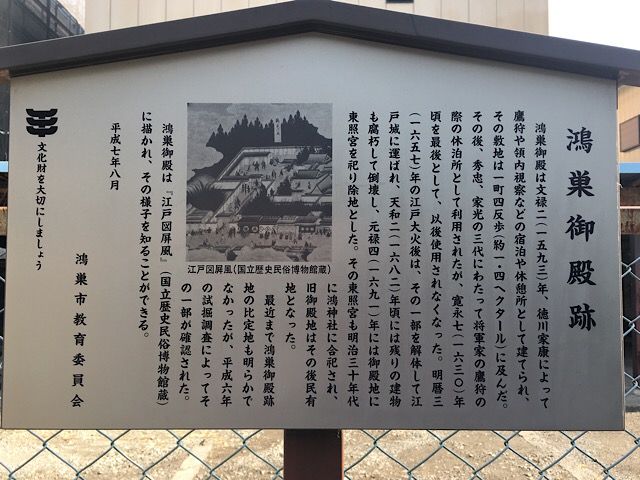 鴻巣御殿跡
鴻巣御殿は文禄二(一五九三)年、徳川家康によって
鷹狩や領内視察などの宿泊や休憩所として建てられ、
その敷地は一町四反歩(約一・四ヘクタール)に及んだ。
その後、秀忠、家光の三代にわたって将軍家の鷹狩の
際の休泊所として利用されたが、寛永七(一六三〇)年
頃を最後として、以後使用されなくなった。明暦三
(一六五七)年の江戸大火後は、その一部を解体して江
戸城に運ばれ、天和二(一六八二)年頃には残りの建物
も腐朽して倒壊し、元禄四(一六九一)年には御殿地に
東照宮を祀り除地とした。その東照宮も明治三十年代
に鴻神社に合祀され、
旧御殿地はその後民有
地となった。
最近まで鴻巣御殿跡
地の比定地も明らかで
なかったが、平成六年
の試掘調査によってそ
の一部が確認された。
江戸図屏風(国立歴史民俗博物館蔵)
鴻巣御殿は『江戸図屏風』(国立歴史民俗博物館蔵)
に描かれ、その様子を知ることができる。
平成七年八月
鴻巣市教育委員会
文化財を大切にしましょう